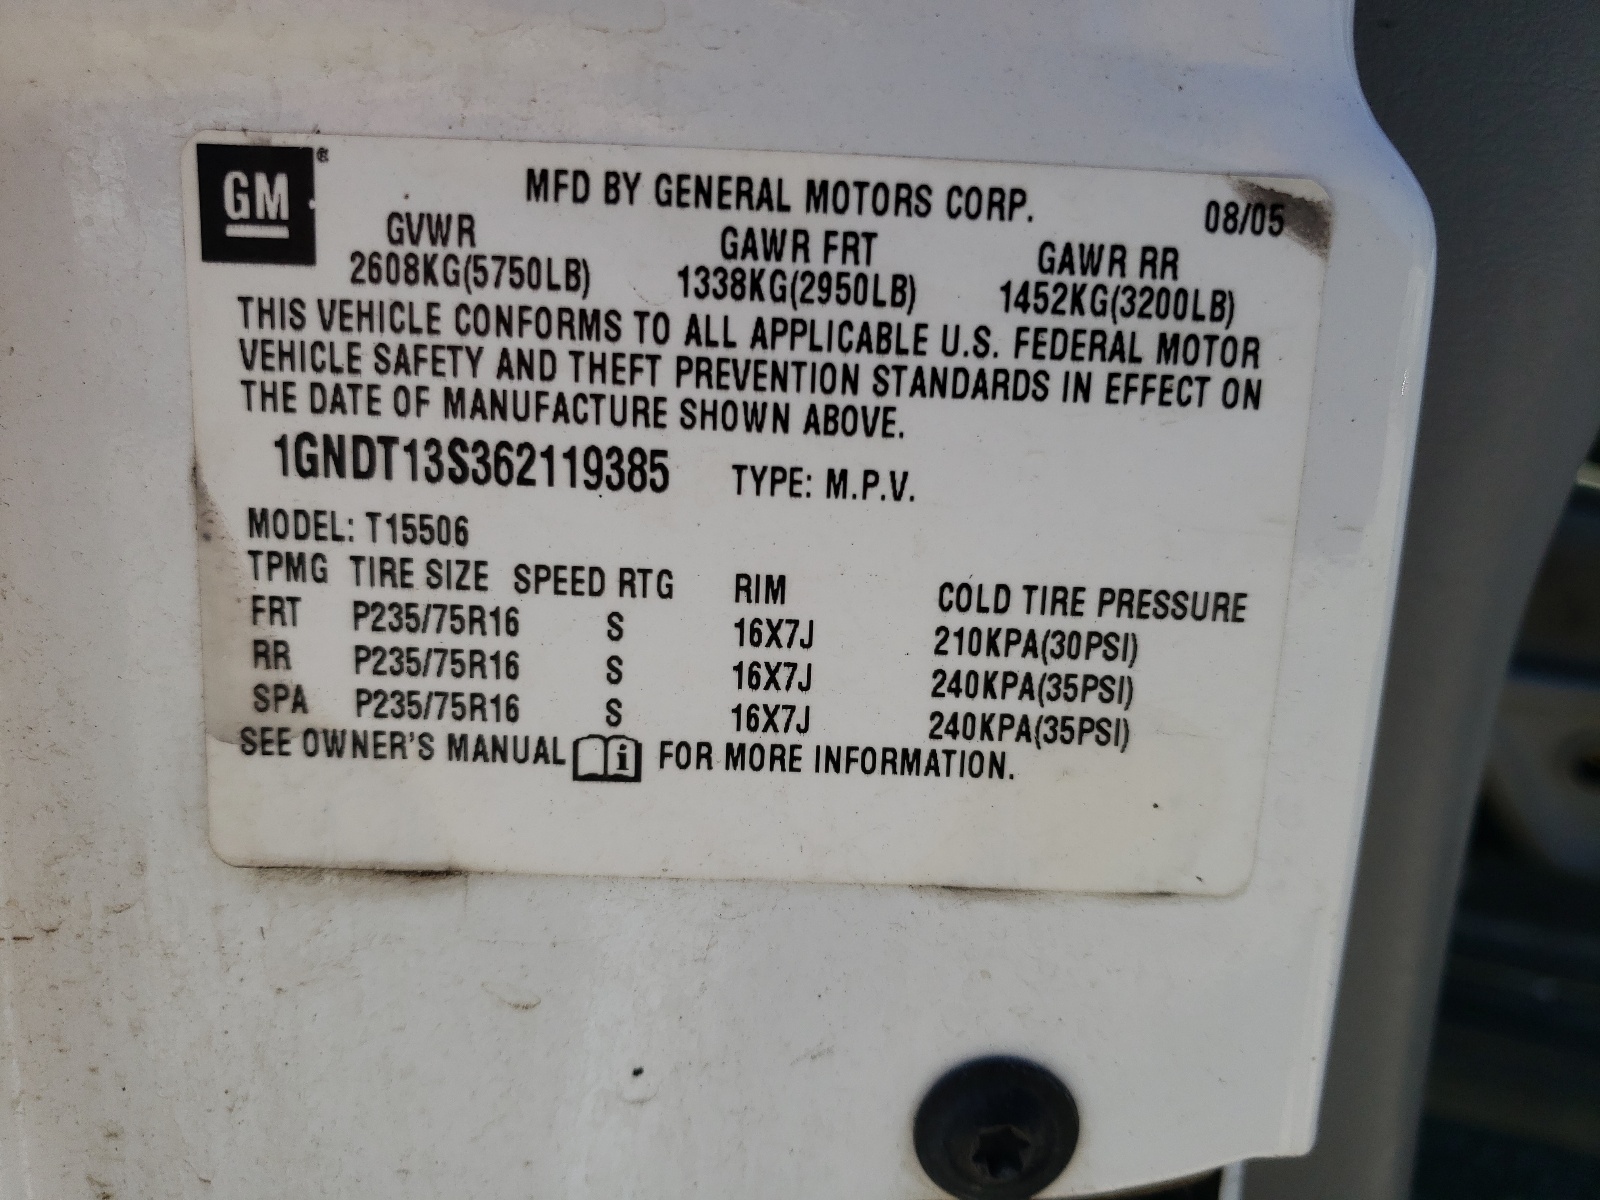 GM®
MFD BY GENERAL MOTORS CORP. 08/05
GVWR GAWR FRT GAWR RR
2608KG(5750LB) 1338KG(2950LB) 1452KG(3200LB)
THIS VEHICLE CONFORMS TO ALL APPLICABLE U.S. FEDERAL MOTOR
VEHICLE SAFETY AND THEFT PREVENTION STANDARDS IN EFFECT ON
THE DATE OF MANUFACTURE SHOWN ABOVE.
1GNDT13S362119385 TYPE: M.P.V.
MODEL: T15506
TPMG TIRE SIZE SPEED RTG RIM COLD TIRE PRESSURE
FRT P235/75R16 S 16X7J 210KPA(30PSI)
RR P235/75R16 S 16X7J 240KPA(35PSI)
SPA P235/75R16 S 16X7J 240KPA(35PSI)
SEE OWNER'S MANUAL i FOR MORE INFORMATION.